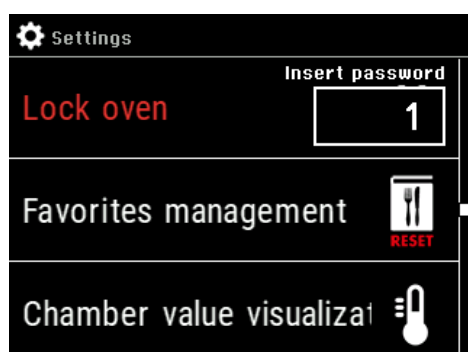 Settings
Insert password
Lock oven
1
Favorites management
RESET
Chamber value visualizat